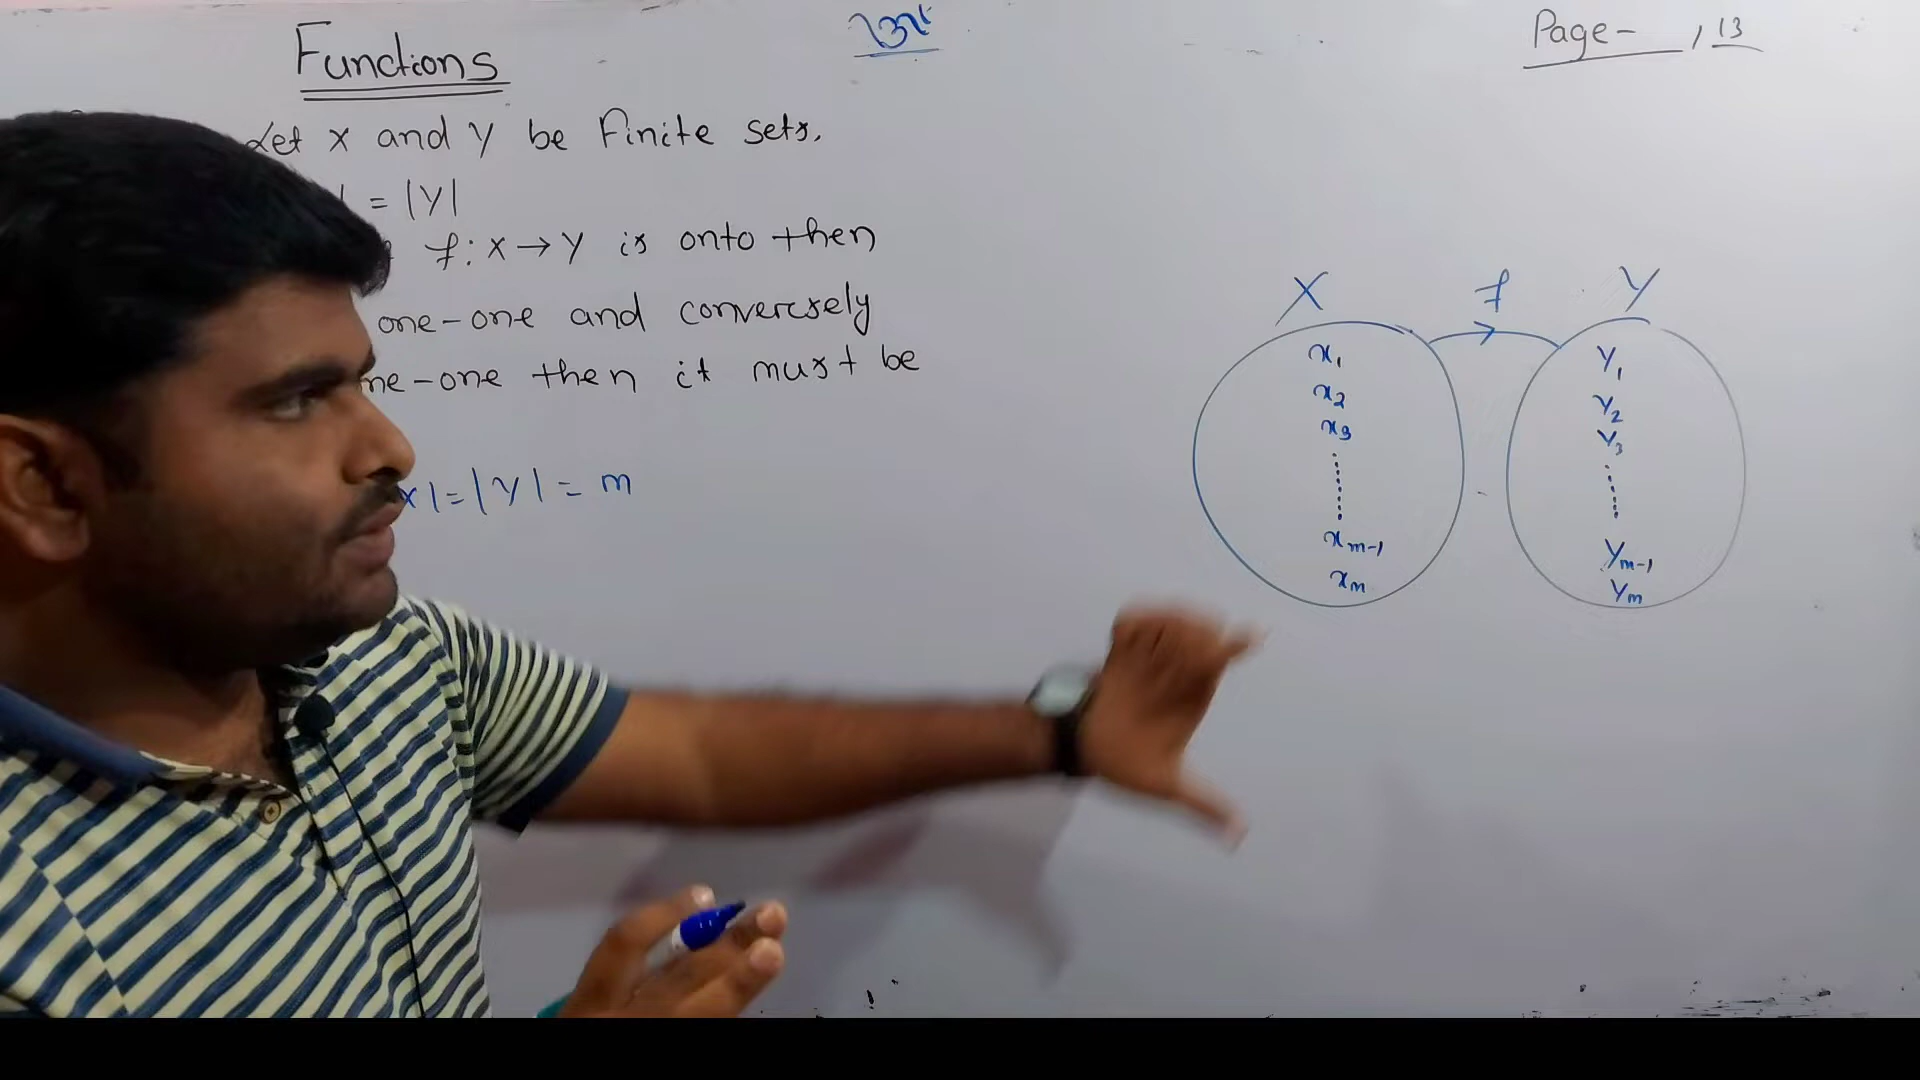 Functions
Page- , 13
Let X and Y be Finite sets.
= |Y|
f: X → Y is onto then
one-one and conversely
ne-one then it must be
X| = |Y| = m
X f Y
x1 y1
x2 y2
x3 y3
xm-1 ym-1
xm ym